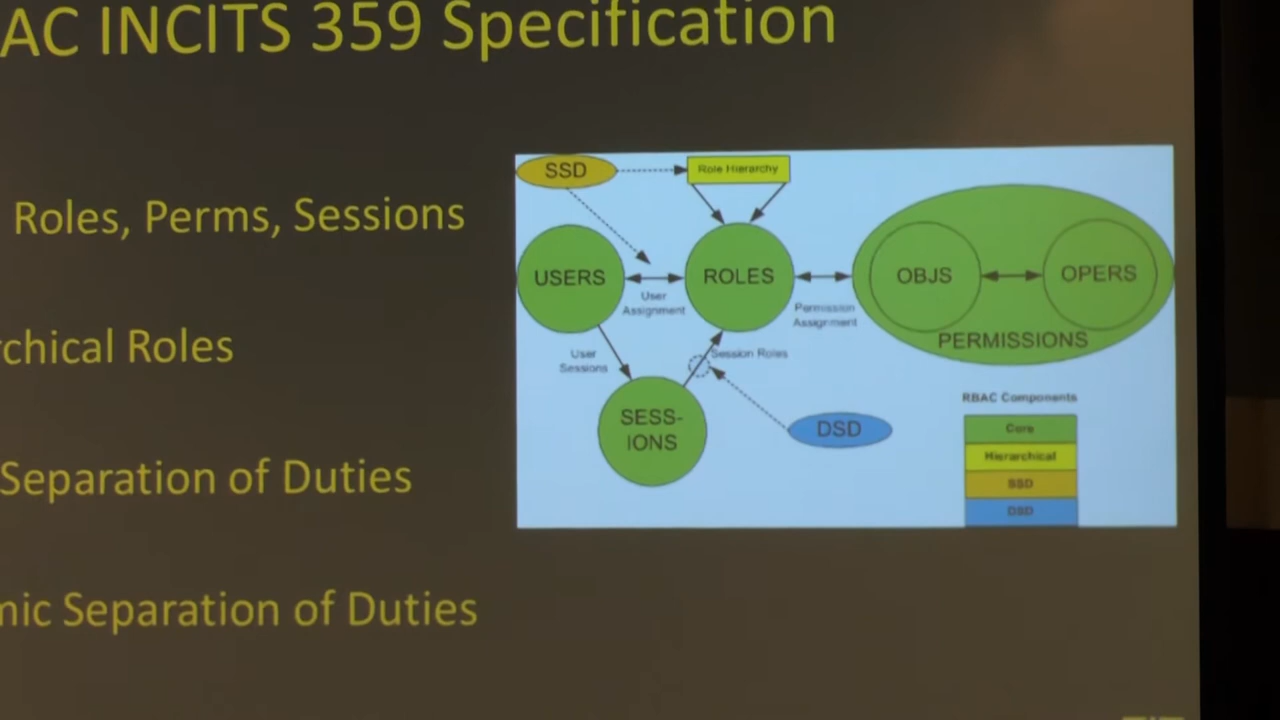 AC INCITS 359 Specification
Roles, Perms, Sessions
chical Roles
Separation of Duties
mic Separation of Duties
SSD
Role Hierarchy
USERS
ROLES
OBJS
OPERS
PERMISSIONS
User
Assignment
Permission
Assignment
User
Sessions
Session Roles
SESS-
IONS
DSD
RBAC Components
Core
Hierarchical
SSD
DSD